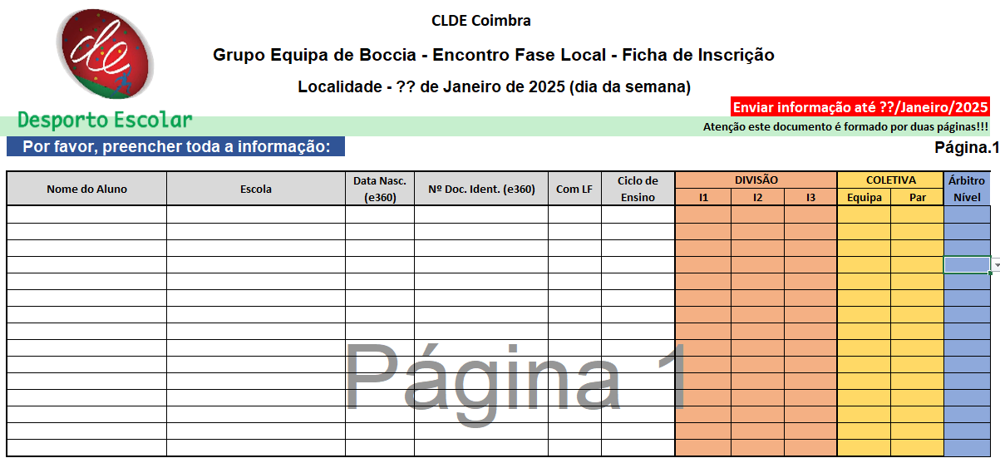 CLDE Coimbra
Grupo Equipa de Boccia - Encontro Fase Local - Ficha de Inscrição
Localidade - ?? de Janeiro de 2025 (dia da semana)
de
Desporto Escolar
Enviar informação até ??/Janeiro/2025
Atenção este documento é formado por duas páginas!!!
Por favor, preencher toda a informação:
Página.1
Nome do Aluno
Escola
Data Nasc. (e360)
Nº Doc. Ident. (e360)
Com LF
Ciclo de Ensino
DIVISÃO
I1 I2 I3
COLETIVA
Equipa Par
Árbitro Nível
Página 1